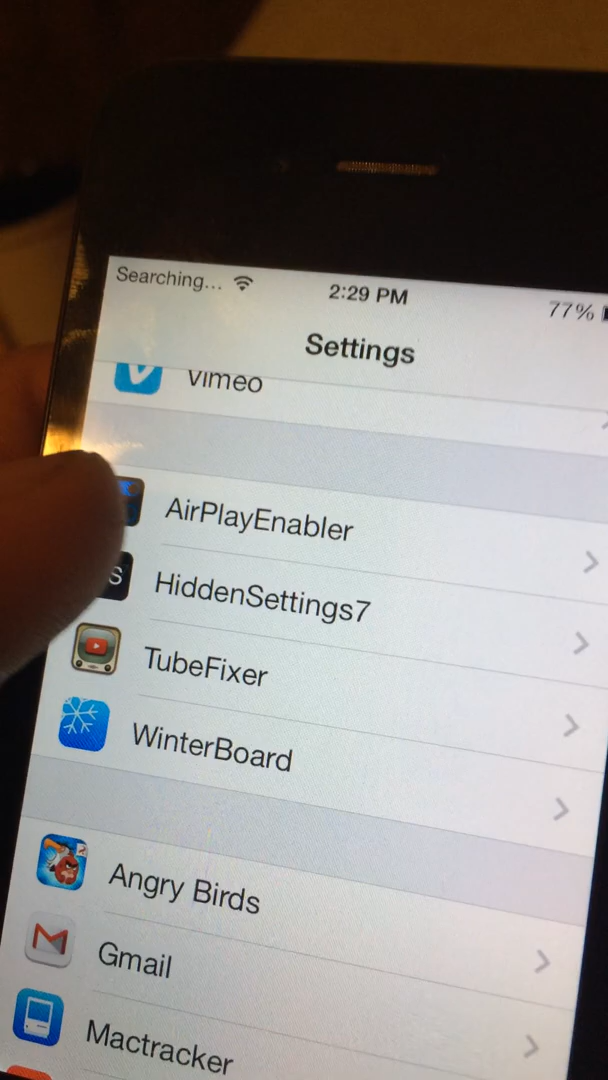 Searching... 2:29 PM 77%
Settings
Vimeo
AirPlayEnabler
S
HiddenSettings7
TubeFixer
WinterBoard
Angry Birds
Gmail
Mactracker